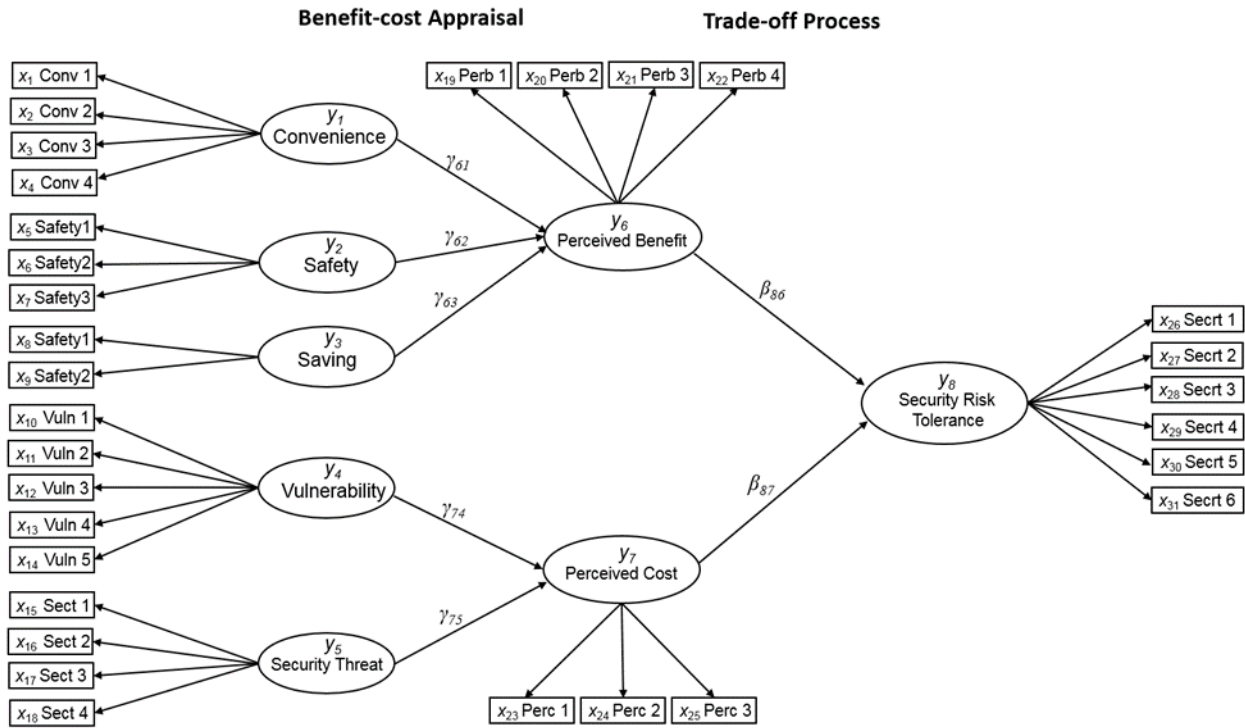 Benefit-cost Appraisal
Trade-off Process
x₁ Conv 1
x₂ Conv 2
x₃ Conv 3
x₄ Conv 4
y₁
Convenience
γ₆₁
x₁₉ Perb 1
x₂₀ Perb 2
x₂₁ Perb 3
x₂₂ Perb 4
x₅ Safety1
x₆ Safety2
x₇ Safety3
y₂
Safety
γ₆₂
y₆
Perceived Benefit
x₈ Safety1
x₉ Safety2
y₃
Saving
γ₆₃
β₈₆
x₁₀ Vuln 1
x₁₁ Vuln 2
x₁₂ Vuln 3
x₁₃ Vuln 4
x₁₄ Vuln 5
y₄
Vulnerability
γ₇₄
y₇
Perceived Cost
β₈₇
y₈
Security Risk
Tolerance
x₂₆ Secrt 1
x₂₇ Secrt 2
x₂₈ Secrt 3
x₂₉ Secrt 4
x₃₀ Secrt 5
x₃₁ Secrt 6
x₁₅ Sect 1
x₁₆ Sect 2
x₁₇ Sect 3
x₁₈ Sect 4
y₅
Security Threat
γ₇₅
x₂₃ Perc 1
x₂₄ Perc 2
x₂₅ Perc 3